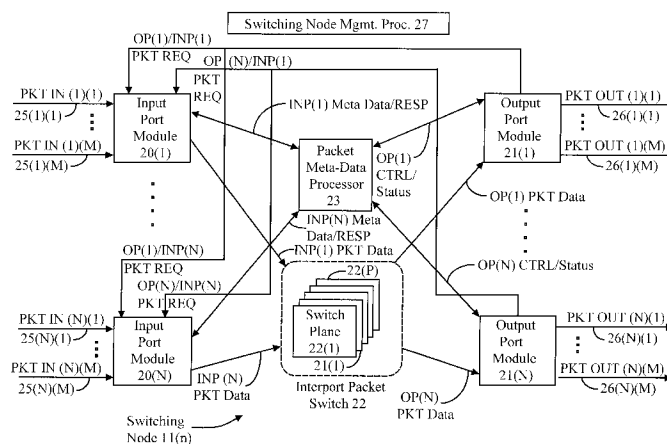 Switching Node Mgmt. Proc. 27
OP(1)/INP(1)
PKT REQ
OP (N)/INP(1)
PKT
REQ
PKT IN (1)(1)
25(1)(1)
PKT IN (1)(M)
25(1)(M)
Input
Port
Module
20(1)
INP(1) Meta Data/RESP
Packet
Meta-Data
Processor
23
Output
Port
Module
21(1)
PKT OUT (1)(1)
26(1)(1)
PKT OUT (1)(M)
26(1)(M)
OP(1)
CTRL/
Status
OP(1) PKT Data
INP(N) Meta
Data/RESP
INP(1) PKT Data
OP(1)/INP(N)
PKT REQ
OP(N)/INP(N)
PKT REQ
OP(N) CTRL/Status
PKT IN (N)(1)
25(N)(1)
PKT IN (N)(M)
25(N)(M)
Input
Port
Module
20(N)
22(P)
Switch
Plane
22(1)
21(1)
Interport Packet
Switch 22
Output
Port
Module
21(N)
PKT OUT (N)(1)
26(N)(1)
PKT OUT (N)(M)
26(N)(M)
INP (N)
PKT Data
OP(N)
PKT Data
Switching
Node 11(n)